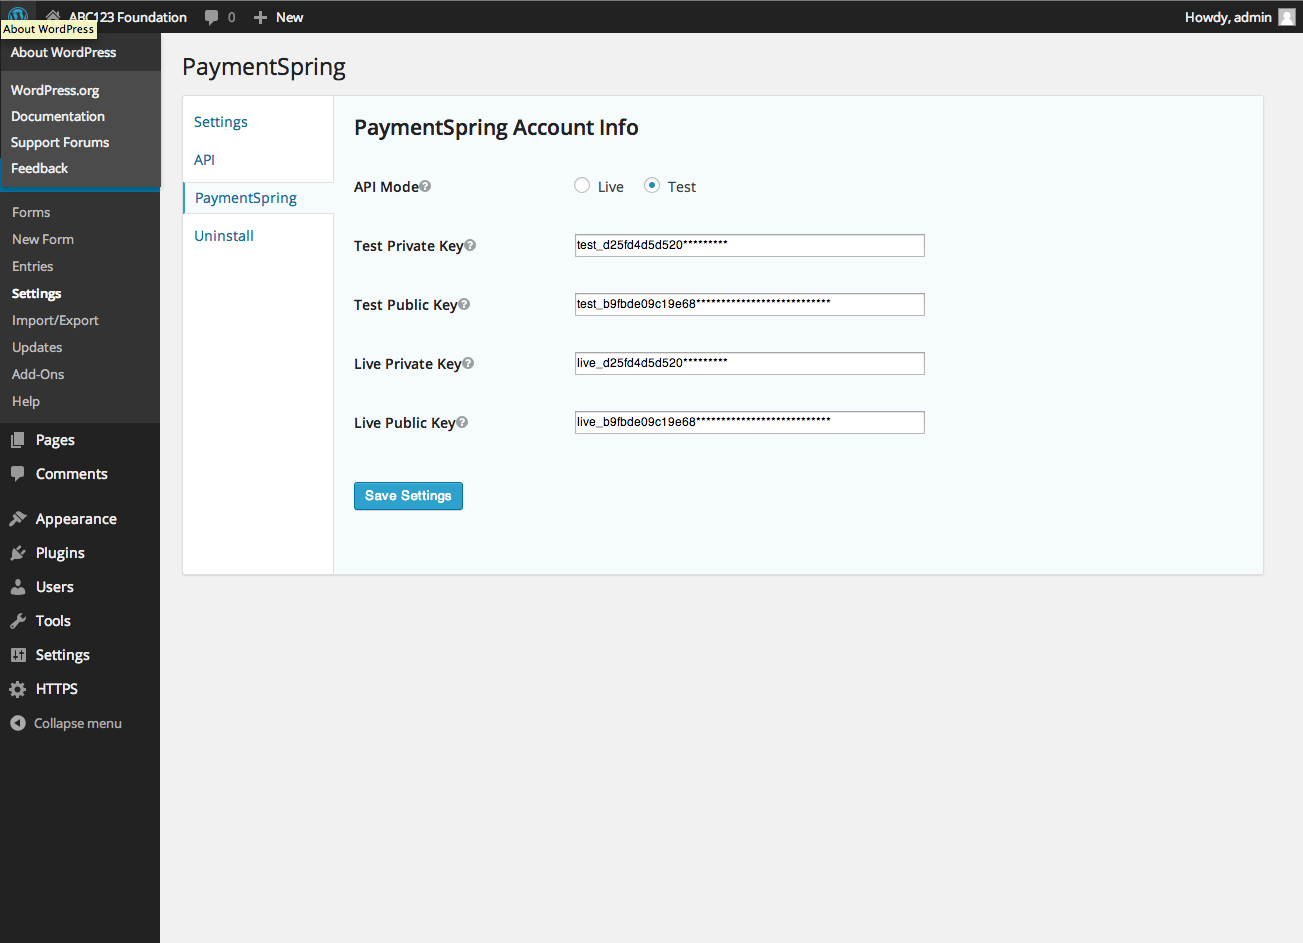 ABC123 Foundation 0 New Howdy, admin
About WordPress
About WordPress
WordPress.org
Documentation
Support Forums
Feedback
Forms
New Form
Entries
Settings
Import/Export
Updates
Add-Ons
Help
Pages
Comments
Appearance
Plugins
Users
Tools
Settings
HTTPS
Collapse menu
PaymentSpring
Settings
API
PaymentSpring
Uninstall
PaymentSpring Account Info
API Mode? Live Test
Test Private Key? test_d25fd4d5d520*********
Test Public Key? test_b9fbde09c19e68***************************
Live Private Key? live_d25fd4d5d520*********
Live Public Key? live_b9fbde09c19e68***************************
Save Settings